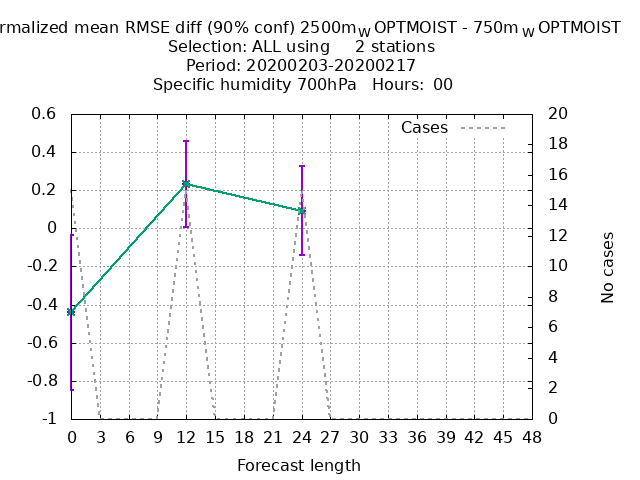 rmalized mean RMSE diff (90% conf) 2500m W OPTMOIST - 750m W OPTMOIST
Selection: ALL using 2 stations
Period: 20200203-20200217
Specific humidity 700hPa Hours: 00
Cases
0.6
0.4
0.2
0
-0.2
-0.4
-0.6
-0.8
-1
20
18
16
14
12
10
8
6
4
2
0
No cases
0 3 6 9 12 15 18 21 24 27 30 33 36 39 42 45 48
Forecast length